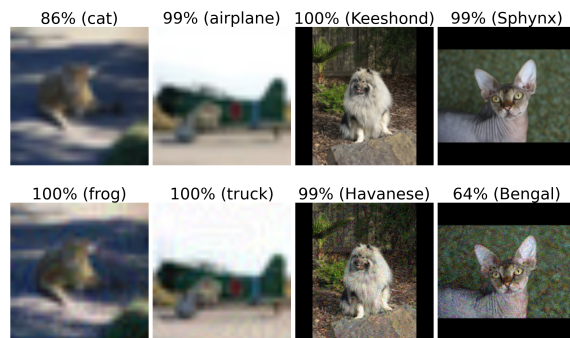 86% (cat) 99% (airplane) 100% (Keeshond) 99% (Sphynx)
100% (frog) 100% (truck) 99% (Havanese) 64% (Bengal)